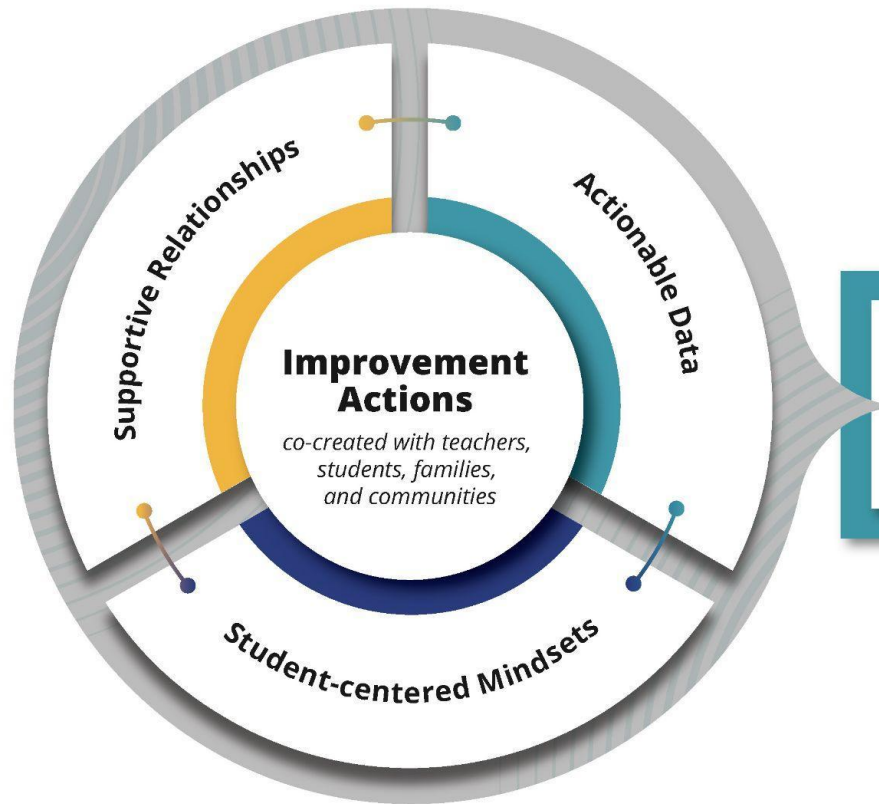 Supportive Relationships
Actionable Data
Improvement
Actions
co-created with teachers,
students, families,
and communities
Student-centered Mindsets